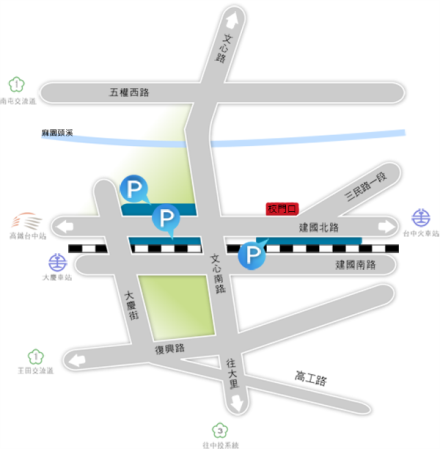 文心路
南屯交流道
五權西路
麻園頭溪
三民路一段
P
P
校門口
建國北路
高鐵台中站
台中火車站
P
大慶車站
文心南路
建國南路
大慶街
復興路
王田交流道
往大里
高工路
3
往中投系統